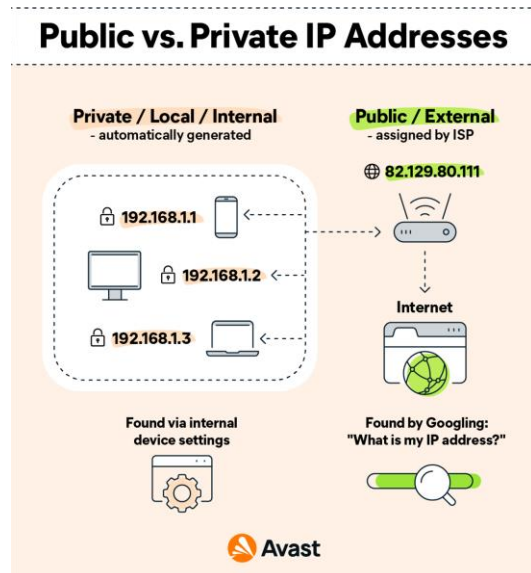 Public vs. Private IP Addresses
Private / Local / Internal
- automatically generated
192.168.1.1
192.168.1.2
192.168.1.3
Found via internal
device settings
Public / External
- assigned by ISP
82.129.80.111
Internet
Found by Googling:
"What is my IP address?"
Avast